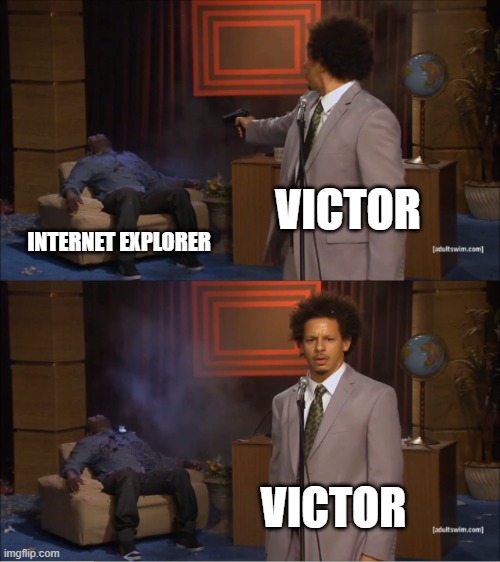 VICTOR
INTERNET EXPLORER
[adultswim.com]
VICTOR
[adultswim.com]
imgflip.com